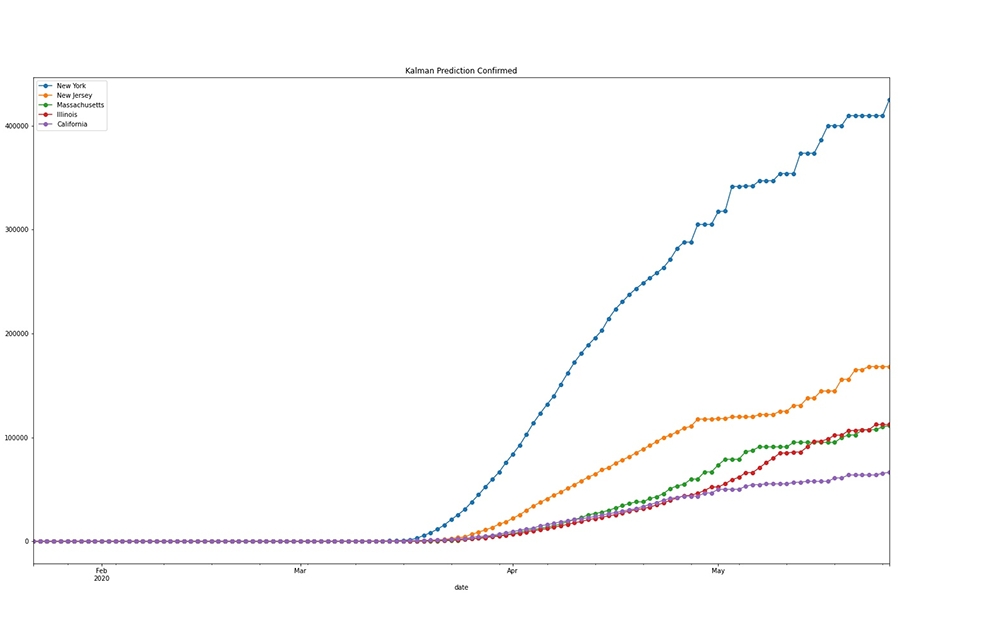 Kalman Prediction Confirmed
New York
New Jersey
Massachusetts
Illinois
California
400000
300000
200000
100000
0
Feb
2020
Mar
Apr
May
date